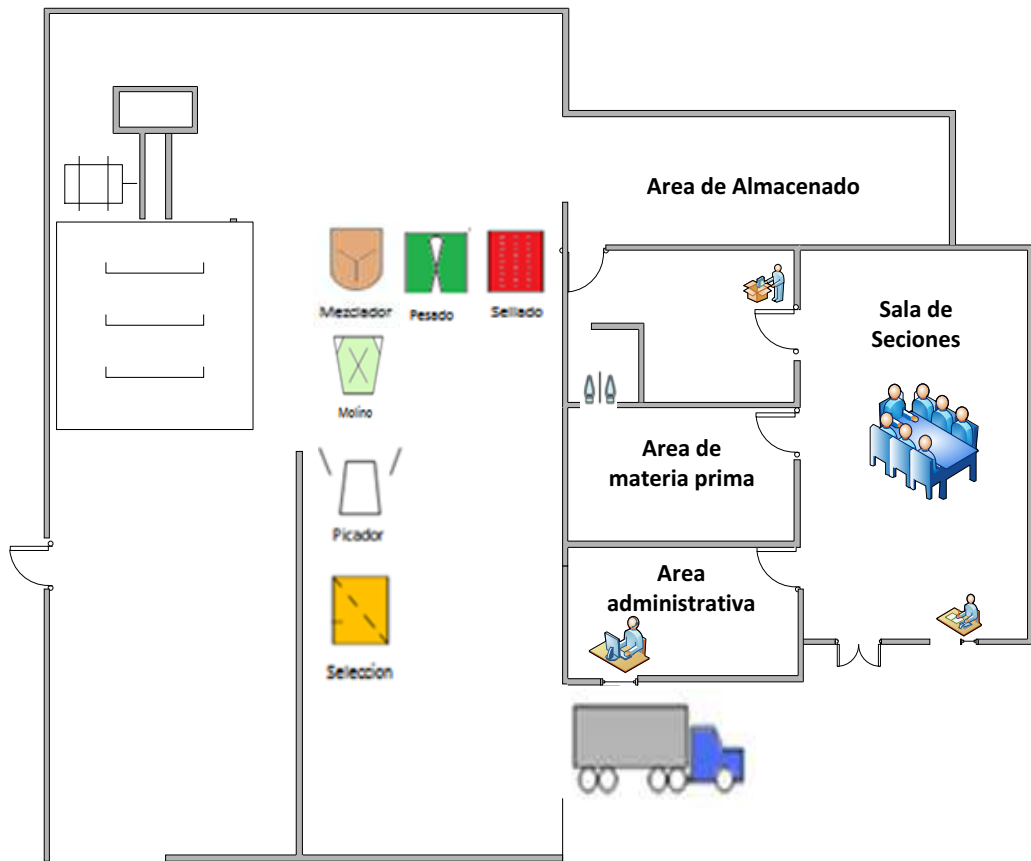 Area de Almacenado
Mezclador
Pesado
Sellado
Sala de
Seciones
Molino
Area de
materia prima
Picador
Area
administrativa
Seleccion